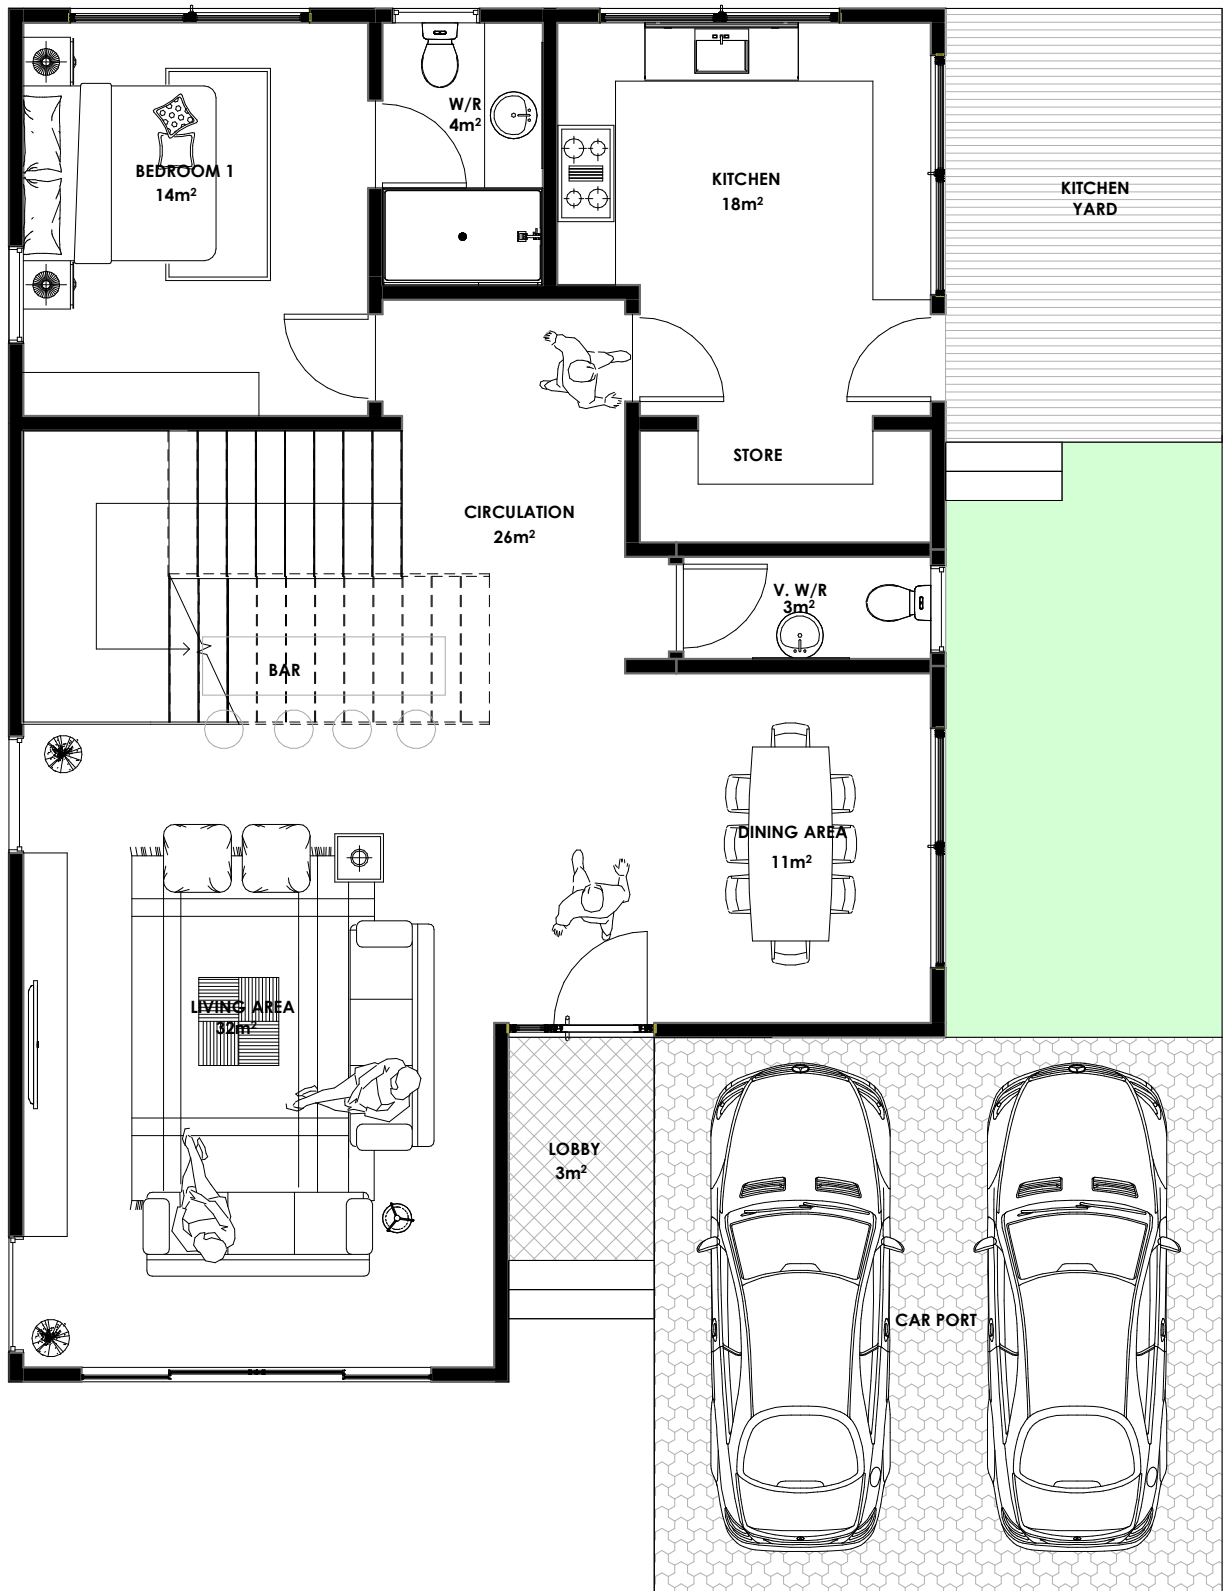 W/R
4m²
BEDROOM 1
14m²
KITCHEN
18m²
KITCHEN
YARD
STORE
CIRCULATION
26m²
V. W/R
3m²
BAR
DINING AREA
11m²
LIVING AREA
32m²
LOBBY
3m²
CAR PORT